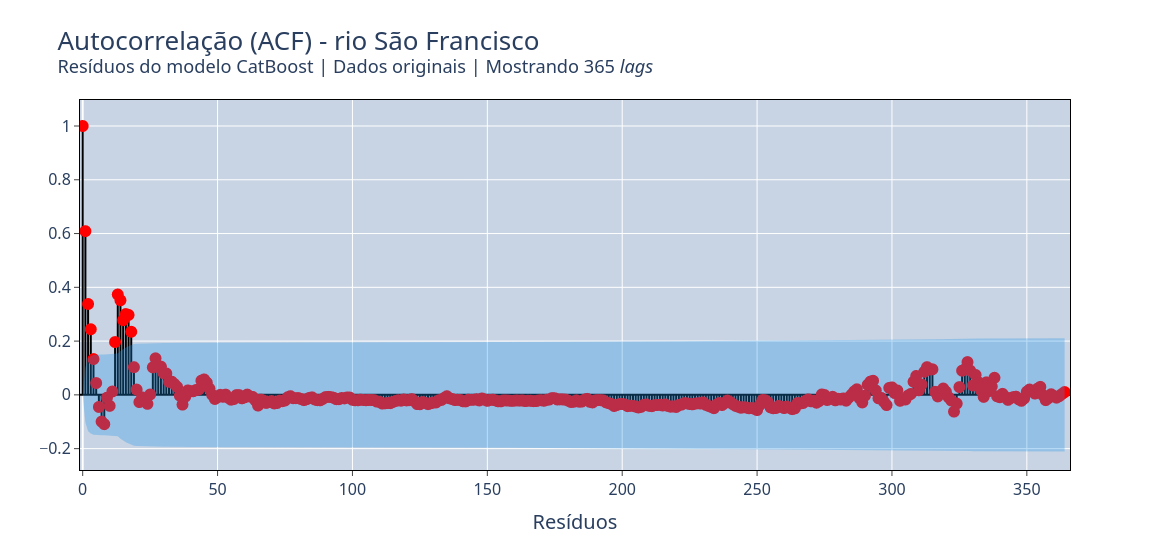 Autocorrelação (ACF) - rio São Francisco
Resíduos do modelo CatBoost | Dados originais | Mostrando 365 lags
1
0.8
0.6
0.4
0.2
0
−0.2
0 50 100 150 200 250 300 350
Resíduos